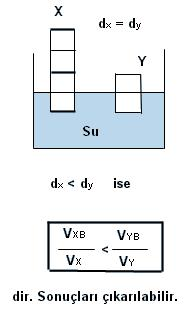 X
dx = dy
Y
Su
dx < dy ise
VXB / VX < VYB / VY
dir. Sonuçları çıkarılabilir.